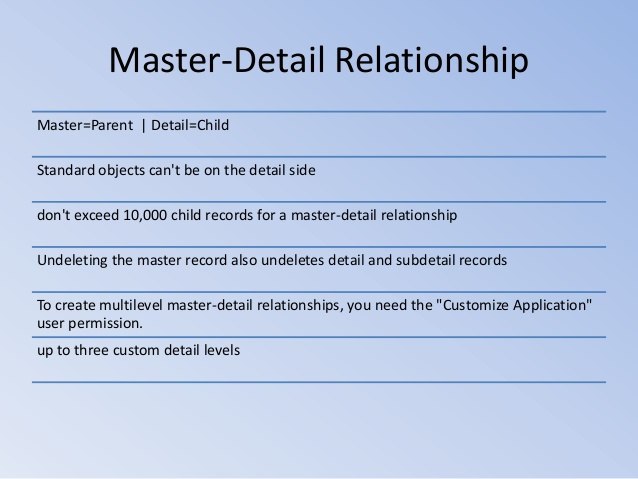 Master-Detail Relationship
Master=Parent | Detail=Child
Standard objects can't be on the detail side
don't exceed 10,000 child records for a master-detail relationship
Undeleting the master record also undeletes detail and subdetail records
To create multilevel master-detail relationships, you need the "Customize Application"
user permission.
up to three custom detail levels